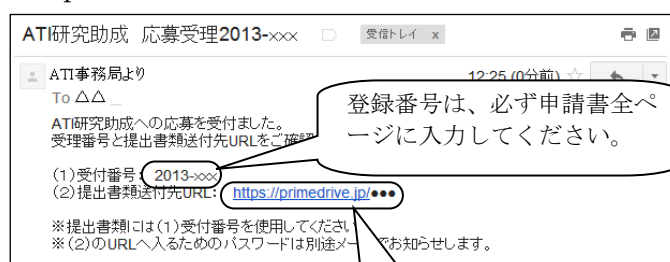 ATI研究助成 応募受理2013-××× 受信トレイ x
ATI事務局より 12:25 (0分前)
To △△
登録番号は、必ず申請書全ペ
ージに入力してください。
ATI研究助成への応募を受付ました。
受理番号と提出書類送付先URLをご確認
(1)受付番号: 2013-×××
(2)提出書類送付先URL: https://primedrive.jp/●●●
※提出書類には(1)受付番号を使用してください
※(2)のURLへ入るためのパスワードは別途メー でお知らせします。